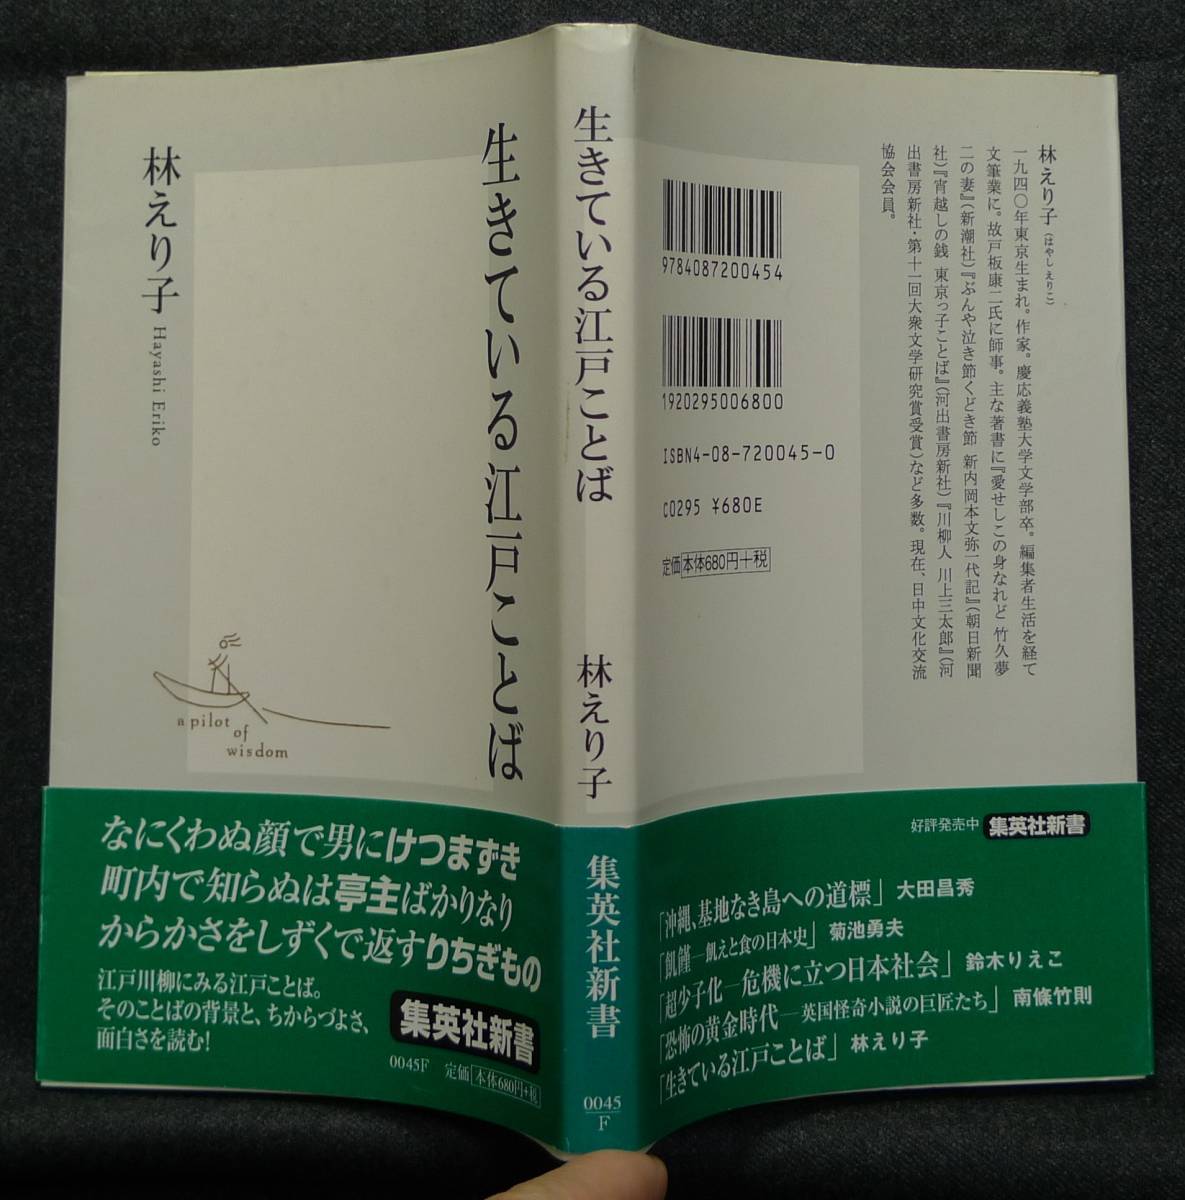 生きている江戸ことば
林えり子
Hayashi Eriko
a pilot
of
wisdom
なにくわぬ顔で男にけつまずき
町内で知らぬは亭主ばかりなり
からかさをしずくで返すりちぎもの
江戸川柳にみる江戸ことば。
そのことばの背景と、ちからづよさ、
面白さを読む!
集英社新書
0045F 定価 本体680円+税
生きている江戸ことば
林えり子
集英社新書
0045
F
9784087200454
1920295006800
ISBN4-08-720045-0
C0295 ¥680E
定価 本体680円+税
林えり子(はやし えりこ)
一九四〇年東京生まれ。作家。慶応義塾大学文学部卒。編集者生活を経て
文筆業に。故戸板康二氏に師事。主な著書に『愛せしこの身なれど 竹久夢
二の妻』(新潮社)『ぶんや泣き節くどき節 新内岡本文弥一代記』(朝日新聞
社)『宵越しの銭 東京っ子ことば』(河出書房新社)『川柳人 川上三太郎』(河
出書房新社・第十一回大衆文学研究賞受賞)など多数。現在、日中文化交流
協会会員。
好評発売中 集英社新書
「沖縄、基地なき島への道標」 大田昌秀
「飢饉―飢えと食の日本史」 菊池勇夫
「超少子化―危機に立つ日本社会」 鈴木りえこ
「恐怖の黄金時代―英国怪奇小説の巨匠たち」 南條竹則
「生きている江戸ことば」 林えり子